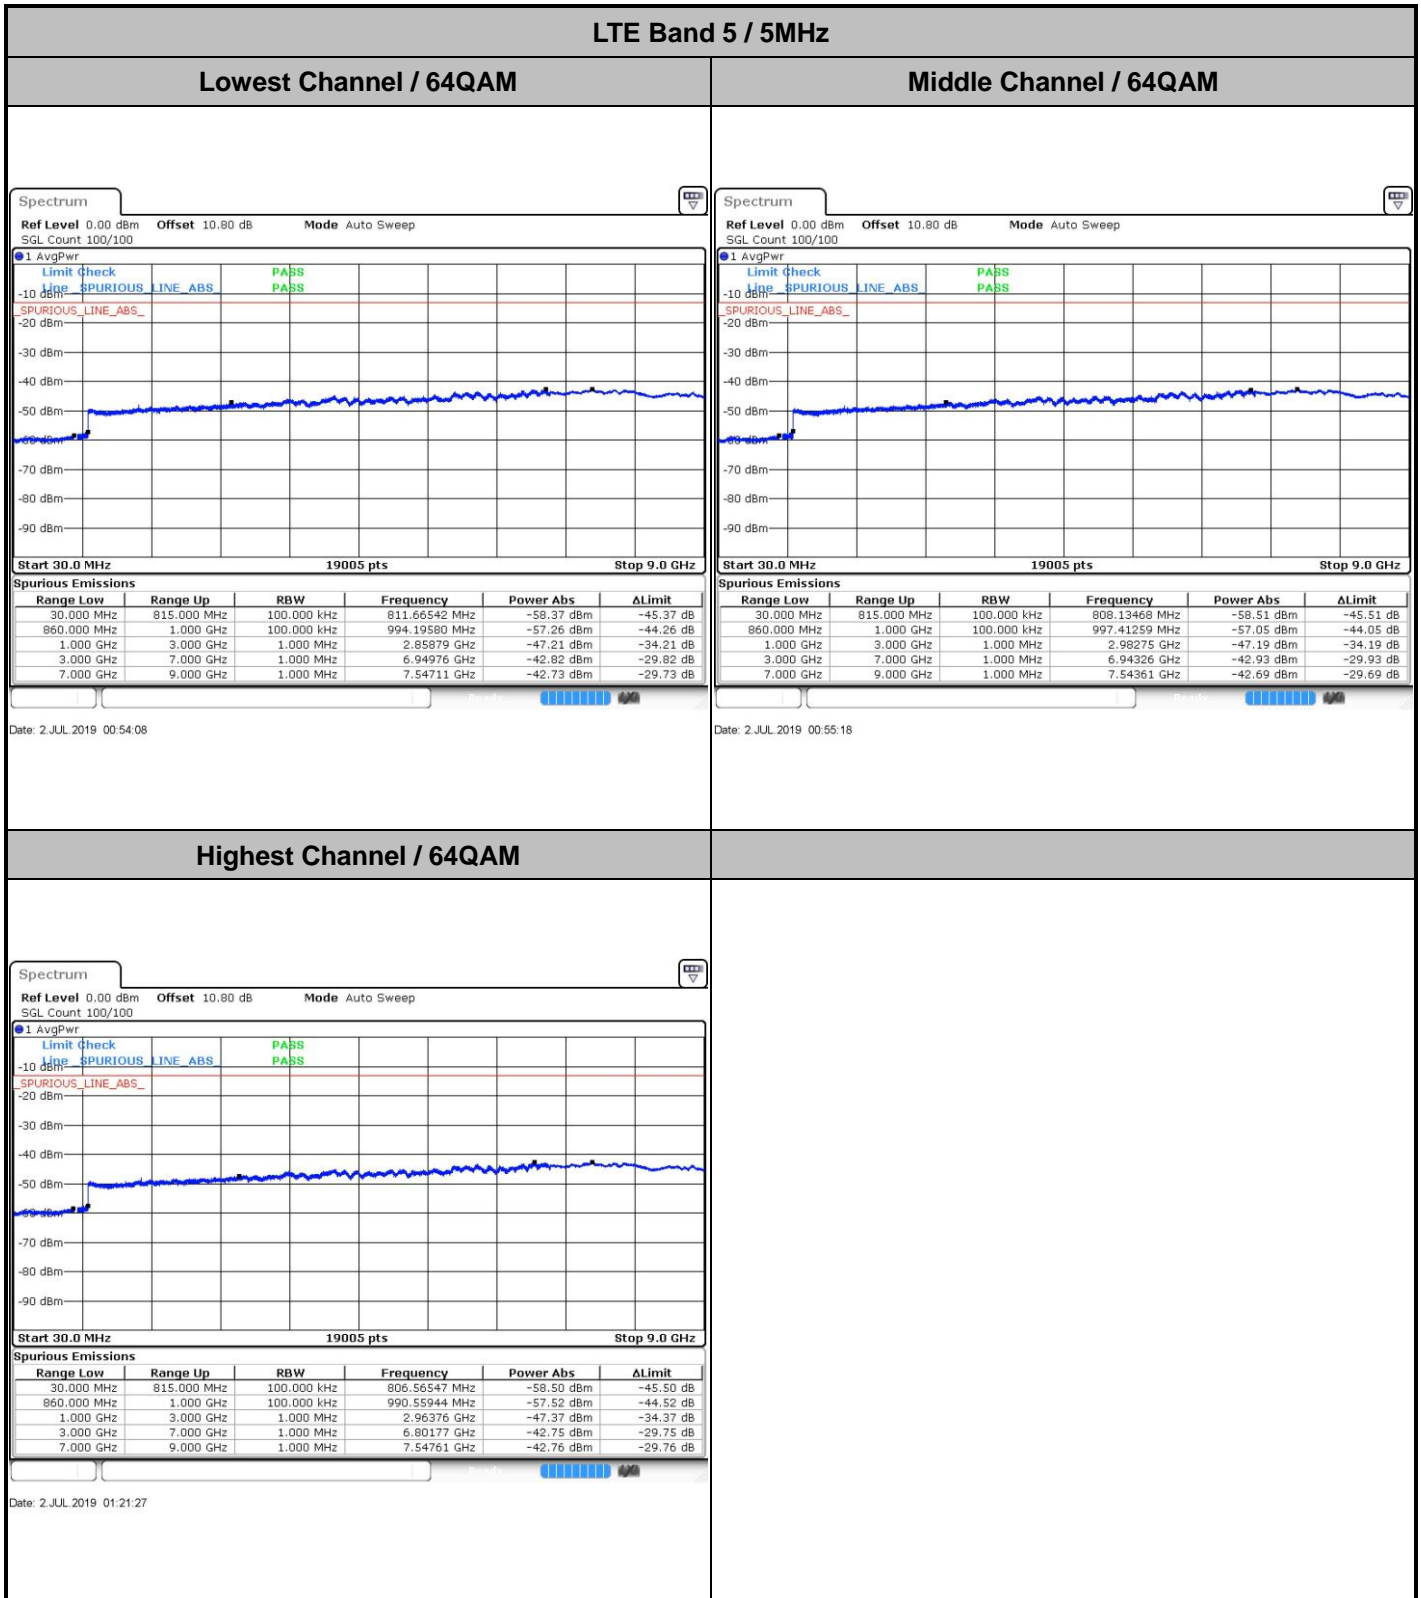 LTE Band 5 / 5MHz
Lowest Channel / 64QAM
Middle Channel / 64QAM
Spectrum
Ref Level 0.00 dBm Offset 10.80 dB Mode Auto Sweep
SGL Count 100/100
1 AvgPwr
Limit Check PASS
Line _SPURIOUS_LINE_ABS_ PASS
-10 dBm
_SPURIOUS_LINE_ABS_
-20 dBm
-30 dBm
-40 dBm
-50 dBm
-60 dBm
-70 dBm
-80 dBm
-90 dBm
Start 30.0 MHz 19005 pts Stop 9.0 GHz
Spurious Emissions
Range Low Range Up RBW Frequency Power Abs ΔLimit
30.000 MHz 815.000 MHz 100.000 kHz 811.66542 MHz -58.37 dBm -45.37 dB
860.000 MHz 1.000 GHz 100.000 kHz 994.19580 MHz -57.26 dBm -44.26 dB
1.000 GHz 3.000 GHz 1.000 MHz 2.85879 GHz -47.21 dBm -34.21 dB
3.000 GHz 7.000 GHz 1.000 MHz 6.94976 GHz -42.82 dBm -29.82 dB
7.000 GHz 9.000 GHz 1.000 MHz 7.54711 GHz -42.73 dBm -29.73 dB
Date: 2.JUL.2019 00:54:08
Spectrum
Ref Level 0.00 dBm Offset 10.80 dB Mode Auto Sweep
SGL Count 100/100
1 AvgPwr
Limit Check PASS
Line _SPURIOUS_LINE_ABS_ PASS
-10 dBm
_SPURIOUS_LINE_ABS_
-20 dBm
-30 dBm
-40 dBm
-50 dBm
-60 dBm
-70 dBm
-80 dBm
-90 dBm
Start 30.0 MHz 19005 pts Stop 9.0 GHz
Spurious Emissions
Range Low Range Up RBW Frequency Power Abs ΔLimit
30.000 MHz 815.000 MHz 100.000 kHz 808.13468 MHz -58.51 dBm -45.51 dB
860.000 MHz 1.000 GHz 100.000 kHz 997.41259 MHz -57.05 dBm -44.05 dB
1.000 GHz 3.000 GHz 1.000 MHz 2.98275 GHz -47.19 dBm -34.19 dB
3.000 GHz 7.000 GHz 1.000 MHz 6.94326 GHz -42.93 dBm -29.93 dB
7.000 GHz 9.000 GHz 1.000 MHz 7.54361 GHz -42.69 dBm -29.69 dB
Date: 2.JUL.2019 00:55:18
Highest Channel / 64QAM
Spectrum
Ref Level 0.00 dBm Offset 10.80 dB Mode Auto Sweep
SGL Count 100/100
1 AvgPwr
Limit Check PASS
Line _SPURIOUS_LINE_ABS_ PASS
-10 dBm
_SPURIOUS_LINE_ABS_
-20 dBm
-30 dBm
-40 dBm
-50 dBm
-60 dBm
-70 dBm
-80 dBm
-90 dBm
Start 30.0 MHz 19005 pts Stop 9.0 GHz
Spurious Emissions
Range Low Range Up RBW Frequency Power Abs ΔLimit
30.000 MHz 815.000 MHz 100.000 kHz 806.56547 MHz -58.50 dBm -45.50 dB
860.000 MHz 1.000 GHz 100.000 kHz 990.55944 MHz -57.52 dBm -44.52 dB
1.000 GHz 3.000 GHz 1.000 MHz 2.96376 GHz -47.37 dBm -34.37 dB
3.000 GHz 7.000 GHz 1.000 MHz 6.80177 GHz -42.75 dBm -29.75 dB
7.000 GHz 9.000 GHz 1.000 MHz 7.54761 GHz -42.76 dBm -29.76 dB
Date: 2.JUL.2019 01:21:27